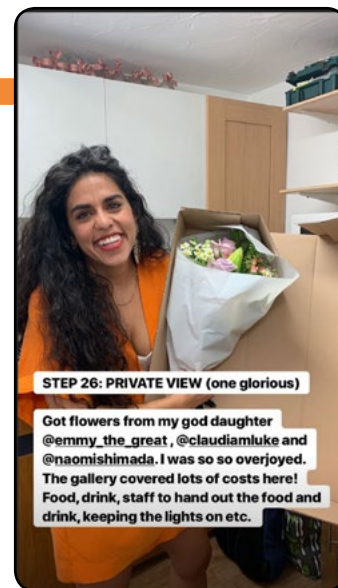 STEP 26: PRIVATE VIEW (one glorious)
Got flowers from my god daughter
@emmy_the_great , @claudiamluke and
@naomishimada. I was so so overjoyed.
The gallery covered lots of costs here!
Food, drink, staff to hand out the food and
drink, keeping the lights on etc.